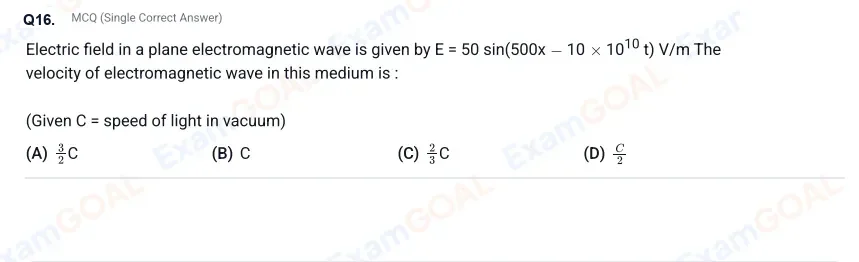 Q16. MCQ (Single Correct Answer)
Electric field in a plane electromagnetic wave is given by E = 50 sin(500x − 10 × 10¹⁰ t) V/m The
velocity of electromagnetic wave in this medium is :
(Given C = speed of light in vacuum)
(A) 3/2 C (B) C (C) 2/3 C (D) C/2
ExamGOAL